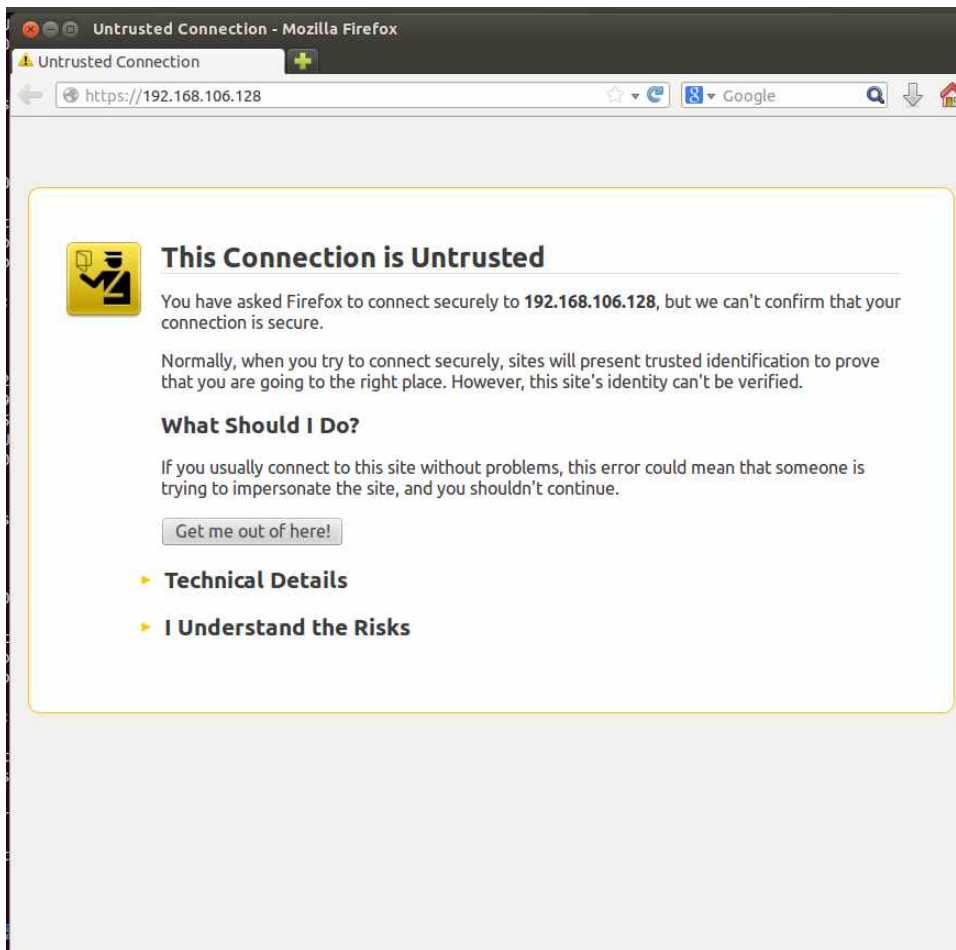 Untrusted Connection - Mozilla Firefox
Untrusted Connection
https://192.168.106.128
Google
This Connection is Untrusted
You have asked Firefox to connect securely to 192.168.106.128, but we can't confirm that your
connection is secure.
Normally, when you try to connect securely, sites will present trusted identification to prove
that you are going to the right place. However, this site's identity can't be verified.
What Should I Do?
If you usually connect to this site without problems, this error could mean that someone is
trying to impersonate the site, and you shouldn't continue.
Get me out of here!
Technical Details
I Understand the Risks